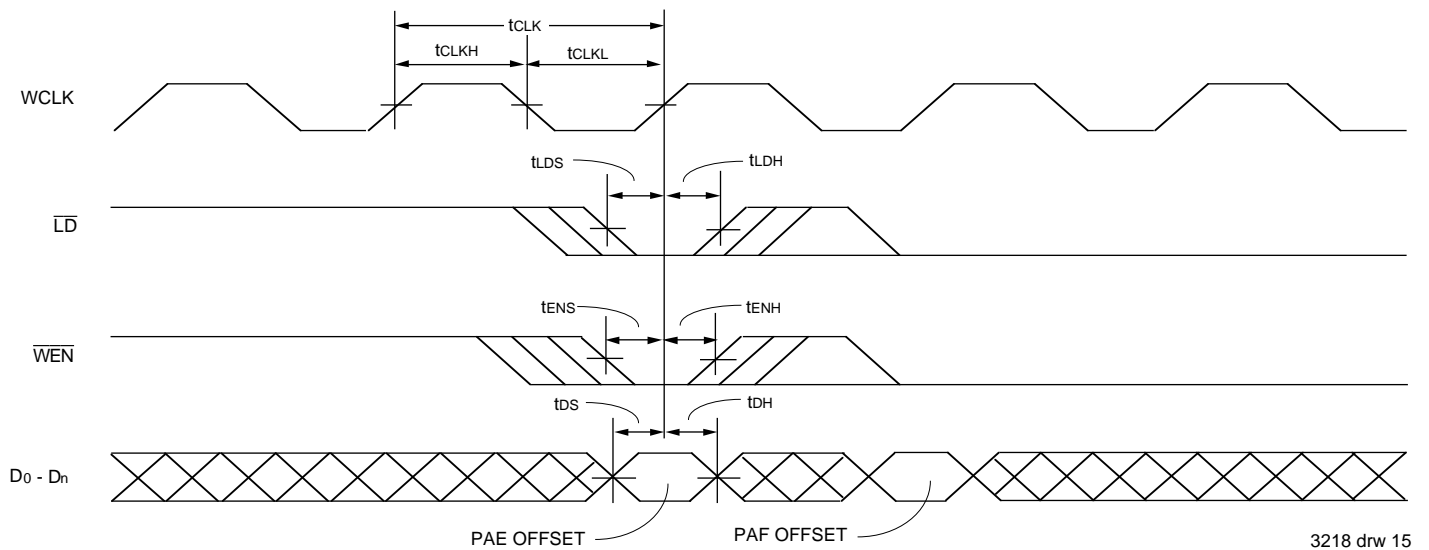 tCLK
tCLKH
tCLKL
WCLK
tLDS
tLDH
LD
tENS
tENH
WEN
tDS
tDH
D0 - Dn
PAE OFFSET
PAF OFFSET
3218 drw 15